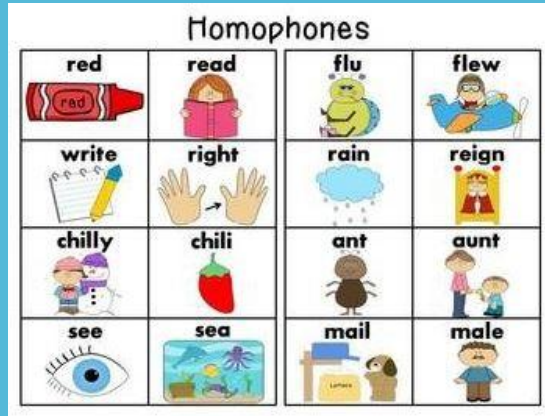 Homophones
red read flu flew
red
write right rain reign
chilly chili ant aunt
see sea mail male
Letters